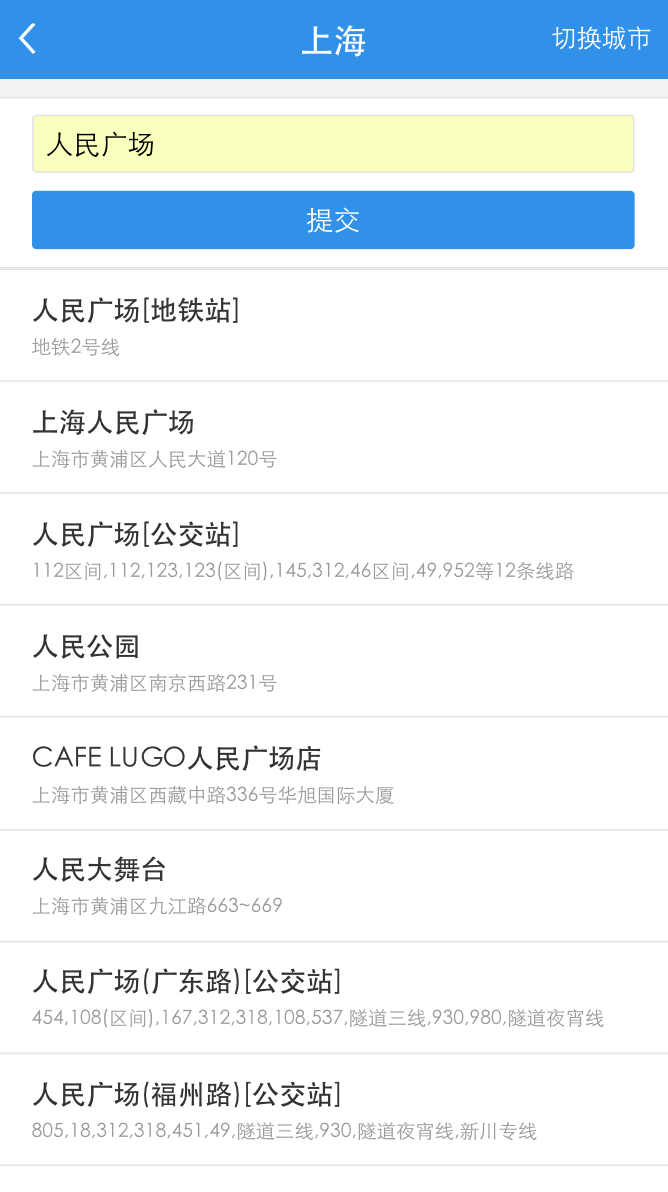 上海
切换城市
人民广场
提交
人民广场[地铁站]
地铁2号线
上海人民广场
上海市黄浦区人民大道120号
人民广场[公交站]
112区间,112,123,123(区间),145,312,46区间,49,952等12条线路
人民公园
上海市黄浦区南京西路231号
CAFE LUGO人民广场店
上海市黄浦区西藏中路336号华旭国际大厦
人民大舞台
上海市黄浦区九江路663~669
人民广场(广东路)[公交站]
454,108(区间),167,312,318,108,537,隧道三线,930,980,隧道夜宵线
人民广场(福州路)[公交站]
805,18,312,318,451,49,隧道三线,930,隧道夜宵线,新川专线